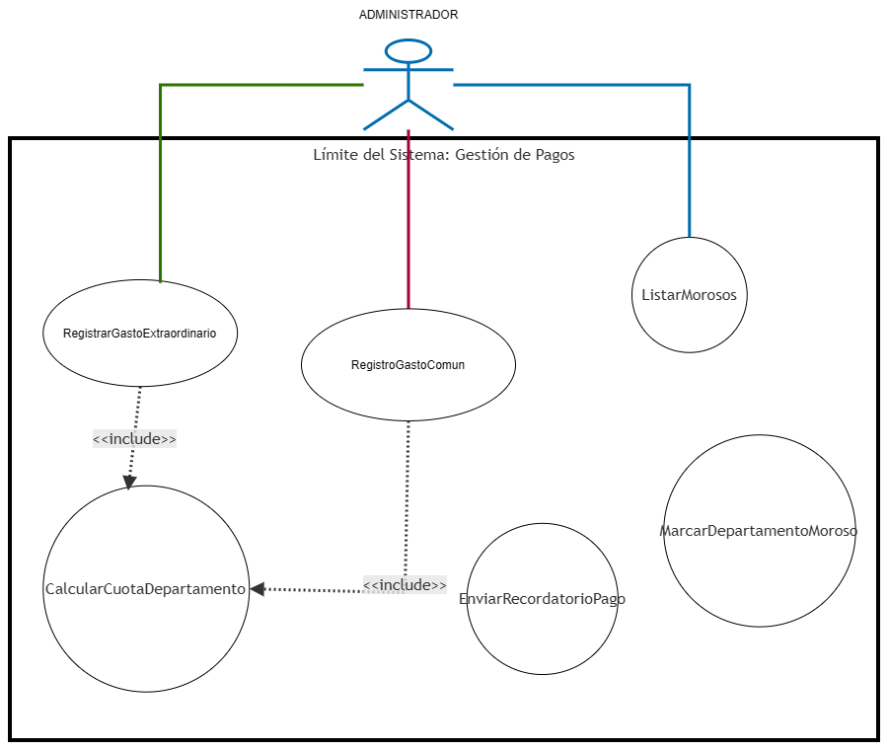 ADMINISTRADOR
Límite del Sistema: Gestión de Pagos
ListarMorosos
RegistrarGastoExtraordinario
RegistroGastoComun
<<include>>
MarcarDepartamentoMoroso
CalcularCuotaDepartamento
<<include>>
EnviarRecordatorioPago